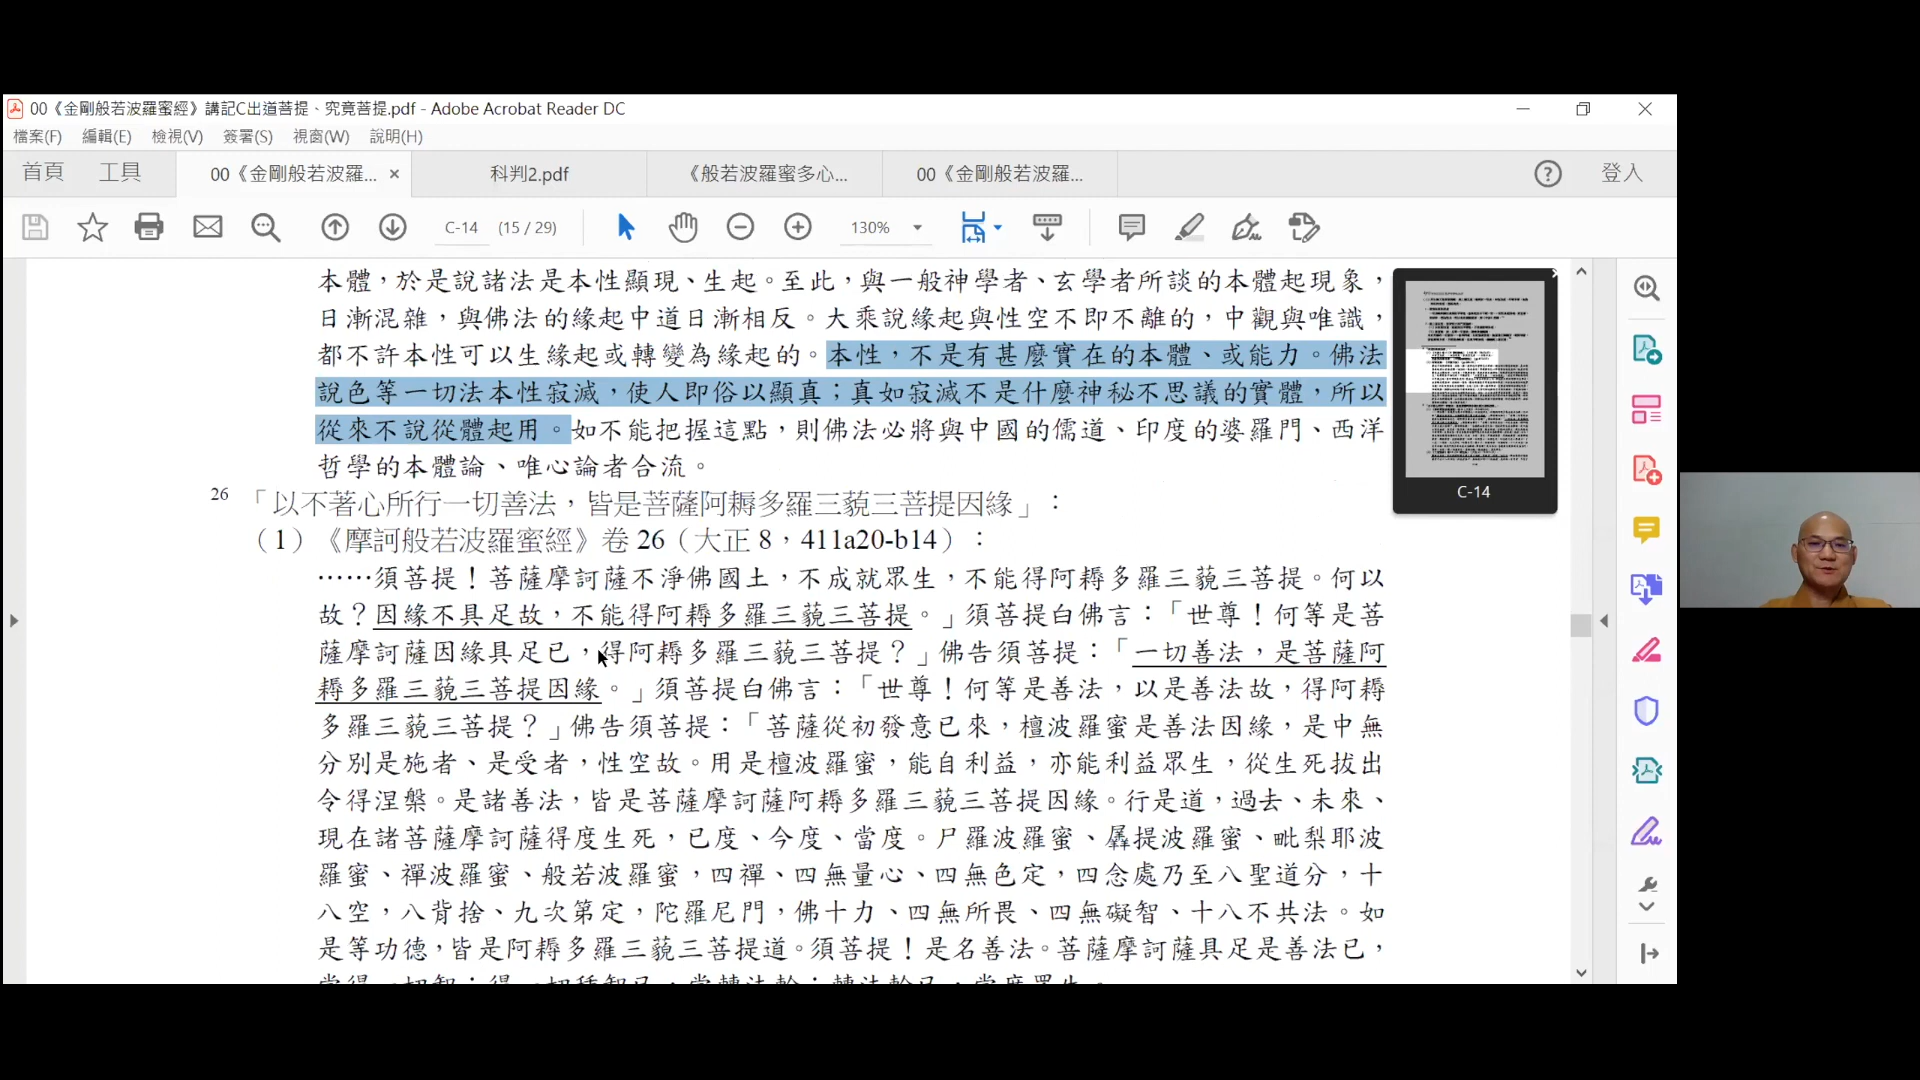 00《金剛般若波羅蜜經》講記C出道菩提、究竟菩提.pdf - Adobe Acrobat Reader DC
檔案(F) 編輯(E) 檢視(V) 簽署(S) 視窗(W) 說明(H)
首頁 工具 00《金剛般若波羅... × 科判2.pdf 《般若波羅蜜多心... 00《金剛般若波羅... ? 登入
C-14 (15 / 29) 130%
本體，於是說諸法是本性顯現、生起。至此，與一般神學者、玄學者所談的本體起現象，
日漸混雜，與佛法的緣起中道日漸相反。大乘說緣起與性空不即不離的，中觀與唯識，
都不許本性可以生緣起或轉變為緣起的。本性，不是有甚麼實在的本體、或能力。佛法
說色等一切法本性寂滅，使人即俗以顯真；真如寂滅不是什麼神秘不思議的實體，所以
從來不說從體起用。如不能把握這點，則佛法必將與中國的儒道、印度的婆羅門、西洋
哲學的本體論、唯心論者合流。
C-14
26 「以不著心所行一切善法，皆是菩薩阿耨多羅三藐三菩提因緣」：
（1）《摩訶般若波羅蜜經》卷 26（大正 8，411a20-b14）：
……須菩提！菩薩摩訶薩不淨佛國土，不成就眾生，不能得阿耨多羅三藐三菩提。何以
故？因緣不具足故，不能得阿耨多羅三藐三菩提。」須菩提白佛言：「世尊！何等是菩
薩摩訶薩因緣具足已，得阿耨多羅三藐三菩提？」佛告須菩提：「一切善法，是菩薩阿
耨多羅三藐三菩提因緣。」須菩提白佛言：「世尊！何等是善法，以是善法故，得阿耨
多羅三藐三菩提？」佛告須菩提：「菩薩從初發意已來，檀波羅蜜是善法因緣，是中無
分別是施者、是受者，性空故。用是檀波羅蜜，能自利益，亦能利益眾生，從生死拔出
令得涅槃。是諸善法，皆是菩薩摩訶薩阿耨多羅三藐三菩提因緣。行是道，過去、未來、
現在諸菩薩摩訶薩得度生死，已度、今度、當度。尸羅波羅蜜、羼提波羅蜜、毗梨耶波
羅蜜、禪波羅蜜、般若波羅蜜，四禪、四無量心、四無色定，四念處乃至八聖道分，十
八空，八背捨、九次第定，陀羅尼門，佛十力、四無所畏、四無礙智、十八不共法。如
是等功德，皆是阿耨多羅三藐三菩提道。須菩提！是名善法。菩薩摩訶薩具足是善法已，
當得一切智；得一切種智已，當轉法輪；轉法輪已，當度眾生。